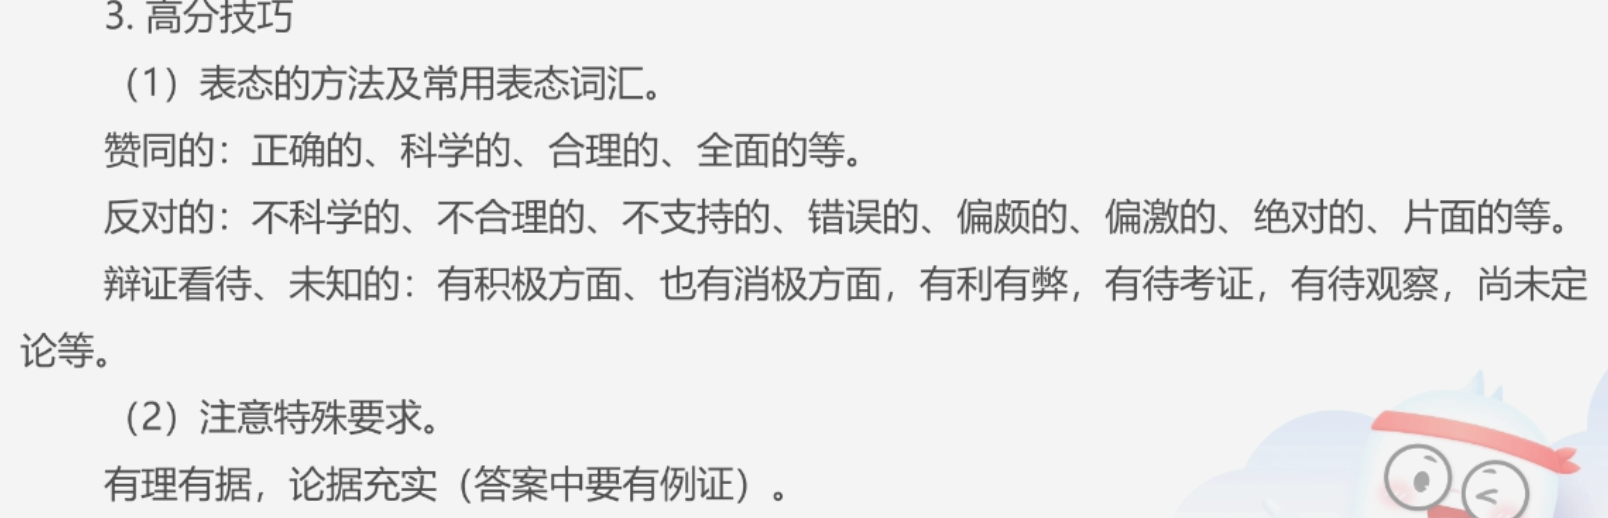 3. 高分技巧
（1）表态的方法及常用表态词汇。
赞同的：正确的、科学的、合理的、全面的等。
反对的：不科学的、不合理的、不支持的、错误的、偏颇的、偏激的、绝对的、片面的等。
辩证看待、未知的：有积极方面、也有消极方面，有利有弊，有待考证，有待观察，尚未定
论等。
（2）注意特殊要求。
有理有据，论据充实（答案中要有例证）。